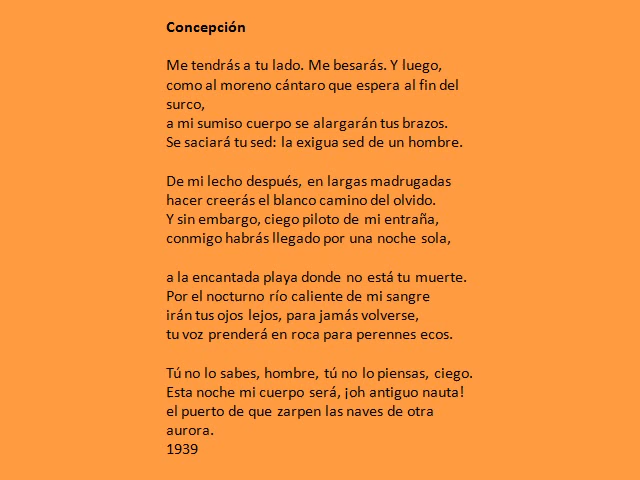 Concepción
Me tendrás a tu lado. Me besarás. Y luego,
como al moreno cántaro que espera al fin del
surco,
a mi sumiso cuerpo se alargarán tus brazos.
Se saciará tu sed: la exigua sed de un hombre.
De mi lecho después, en largas madrugadas
hacer creerás el blanco camino del olvido.
Y sin embargo, ciego piloto de mi entraña,
conmigo habrás llegado por una noche sola,
a la encantada playa donde no está tu muerte.
Por el nocturno río caliente de mi sangre
irán tus ojos lejos, para jamás volverse,
tu voz prenderá en roca para perennes ecos.
Tú no lo sabes, hombre, tú no lo piensas, ciego.
Esta noche mi cuerpo será, ¡oh antiguo nauta!
el puerto de que zarpen las naves de otra
aurora.
1939